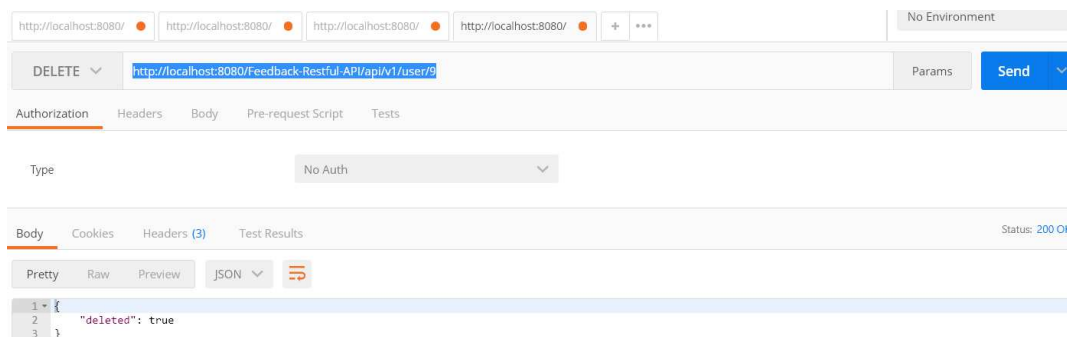 http://localhost:8080/ http://localhost:8080/ http://localhost:8080/ http://localhost:8080/ + ••• No Environment
DELETE http://localhost:8080/Feedback-Restful-API/api/v1/user/9 Params Send
Authorization Headers Body Pre-request Script Tests
Type No Auth
Body Cookies Headers (3) Test Results Status: 200 OK
Pretty Raw Preview JSON
1 {
2 "deleted": true
3 }